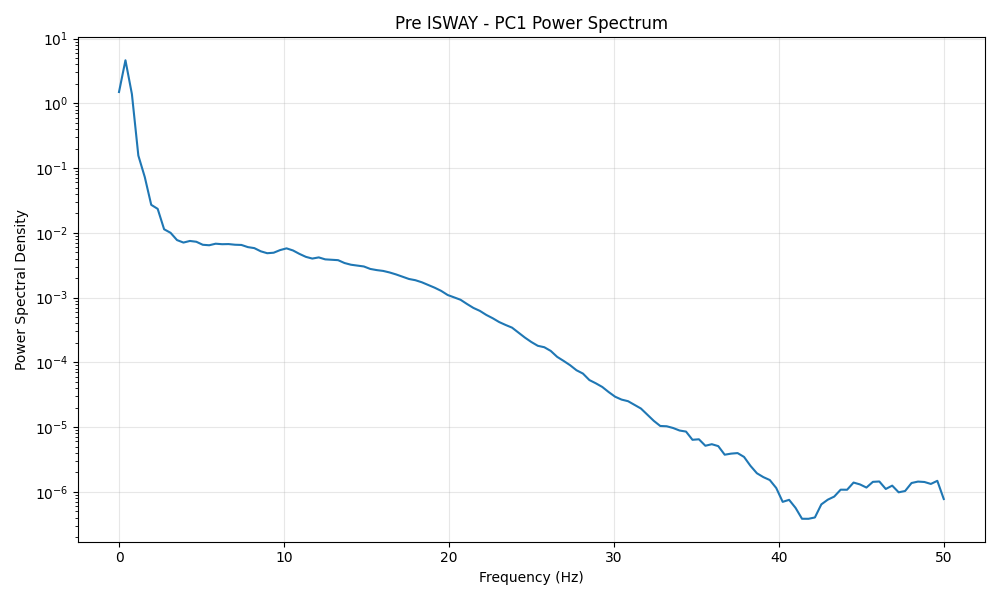 Pre ISWAY - PC1 Power Spectrum
Power Spectral Density
10¹
10⁰
10⁻¹
10⁻²
10⁻³
10⁻⁴
10⁻⁵
10⁻⁶
0 10 20 30 40 50
Frequency (Hz)